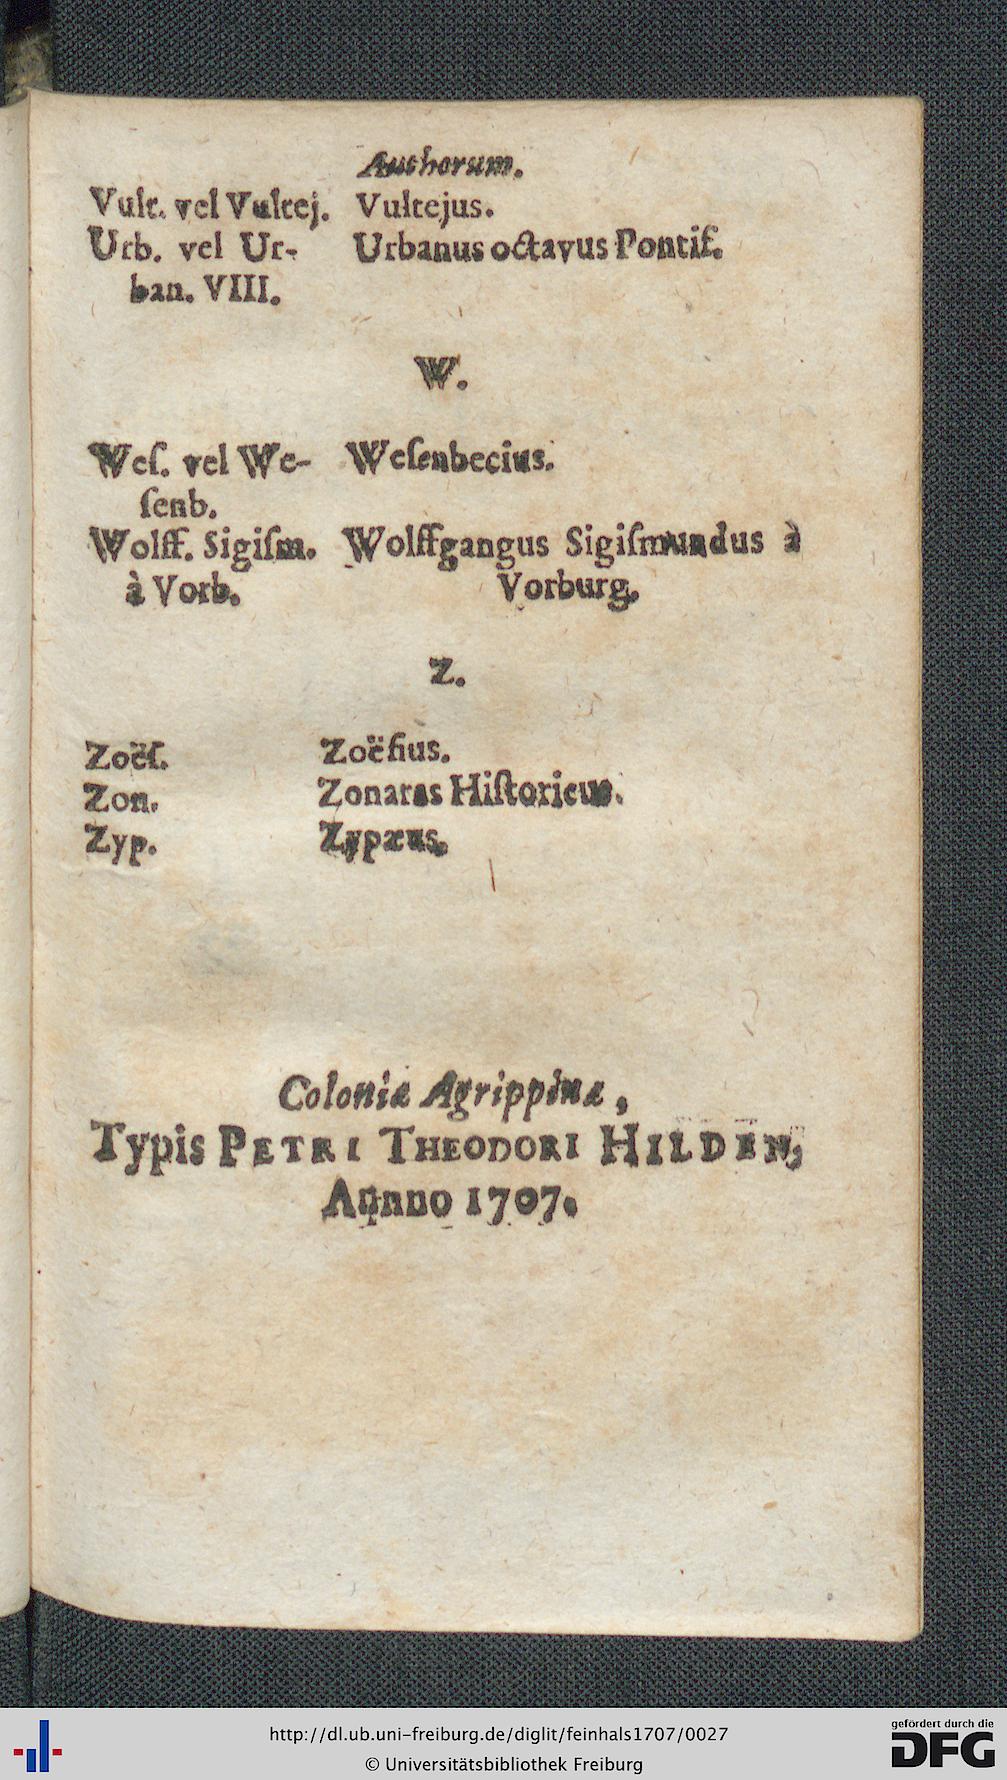 Authorum.
Vult. vel Vultej. Vultejus.
Urb. vel Ur- Urbanus octavus Pontif.
ban. VIII.
W.
Weſ. vel We- Weſenbecius.
ſenb.
Wolff. Sigiſm. Wolffgangus Sigiſmundus à
à Vorb. Vorburg.
Z.
Zoëſ. Zoëſius.
Zon. Zonaras Hiſtoricus.
Zyp. Zypæus.
Coloniæ Agrippinæ,
Typis PETRI THEODORI HILDEN,
Annno 1707.
http://dl.ub.uni-freiburg.de/diglit/feinhals1707/0027
© Universitätsbibliothek Freiburg
gefördert durch die
DFG